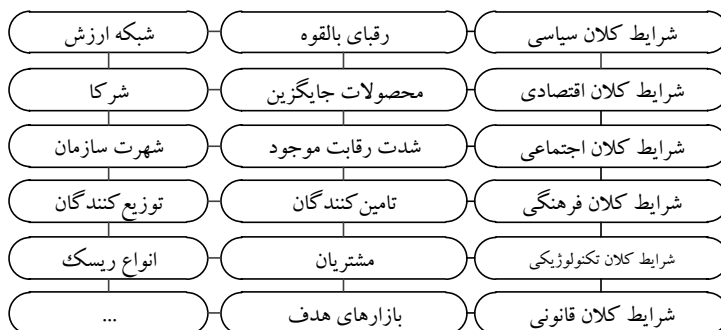 شرایط کلان سیاسی رقبای بالقوه شبکه ارزش
شرایط کلان اقتصادی محصولات جایگزین شرکا
شرایط کلان اجتماعی شدت رقابت موجود شهرت سازمان
شرایط کلان فرهنگی تامین‌کنندگان توزیع‌کنندگان
شرایط کلان تکنولوژیکی مشتریان انواع ریسک
شرایط کلان قانونی بازارهای هدف ...